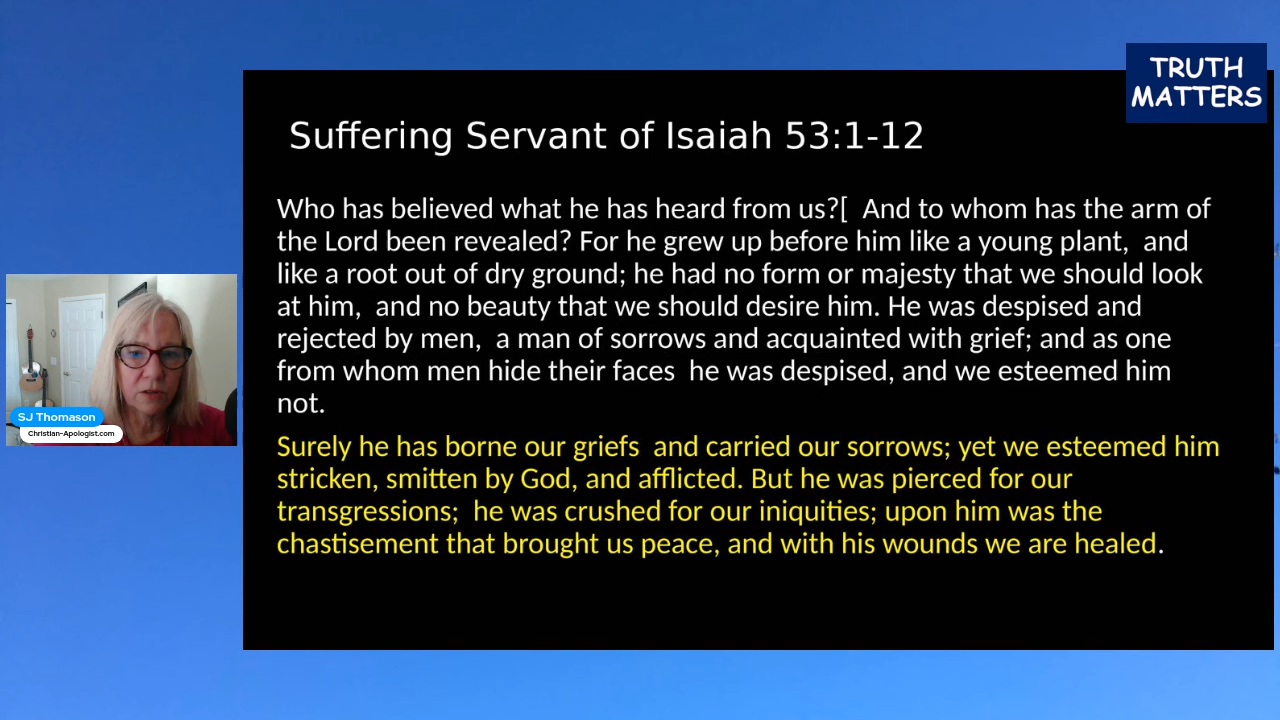 TRUTH
MATTERS
Suffering Servant of Isaiah 53:1-12
Who has believed what he has heard from us?[  And to whom has the arm of
the Lord been revealed? For he grew up before him like a young plant,  and
like a root out of dry ground; he had no form or majesty that we should look
at him,  and no beauty that we should desire him. He was despised and
rejected by men,  a man of sorrows and acquainted with grief; and as one
from whom men hide their faces  he was despised, and we esteemed him
not.
Surely he has borne our griefs  and carried our sorrows; yet we esteemed him
stricken, smitten by God, and afflicted. But he was pierced for our
transgressions;  he was crushed for our iniquities; upon him was the
chastisement that brought us peace, and with his wounds we are healed.
SJ Thomason
Christian-Apologist.com